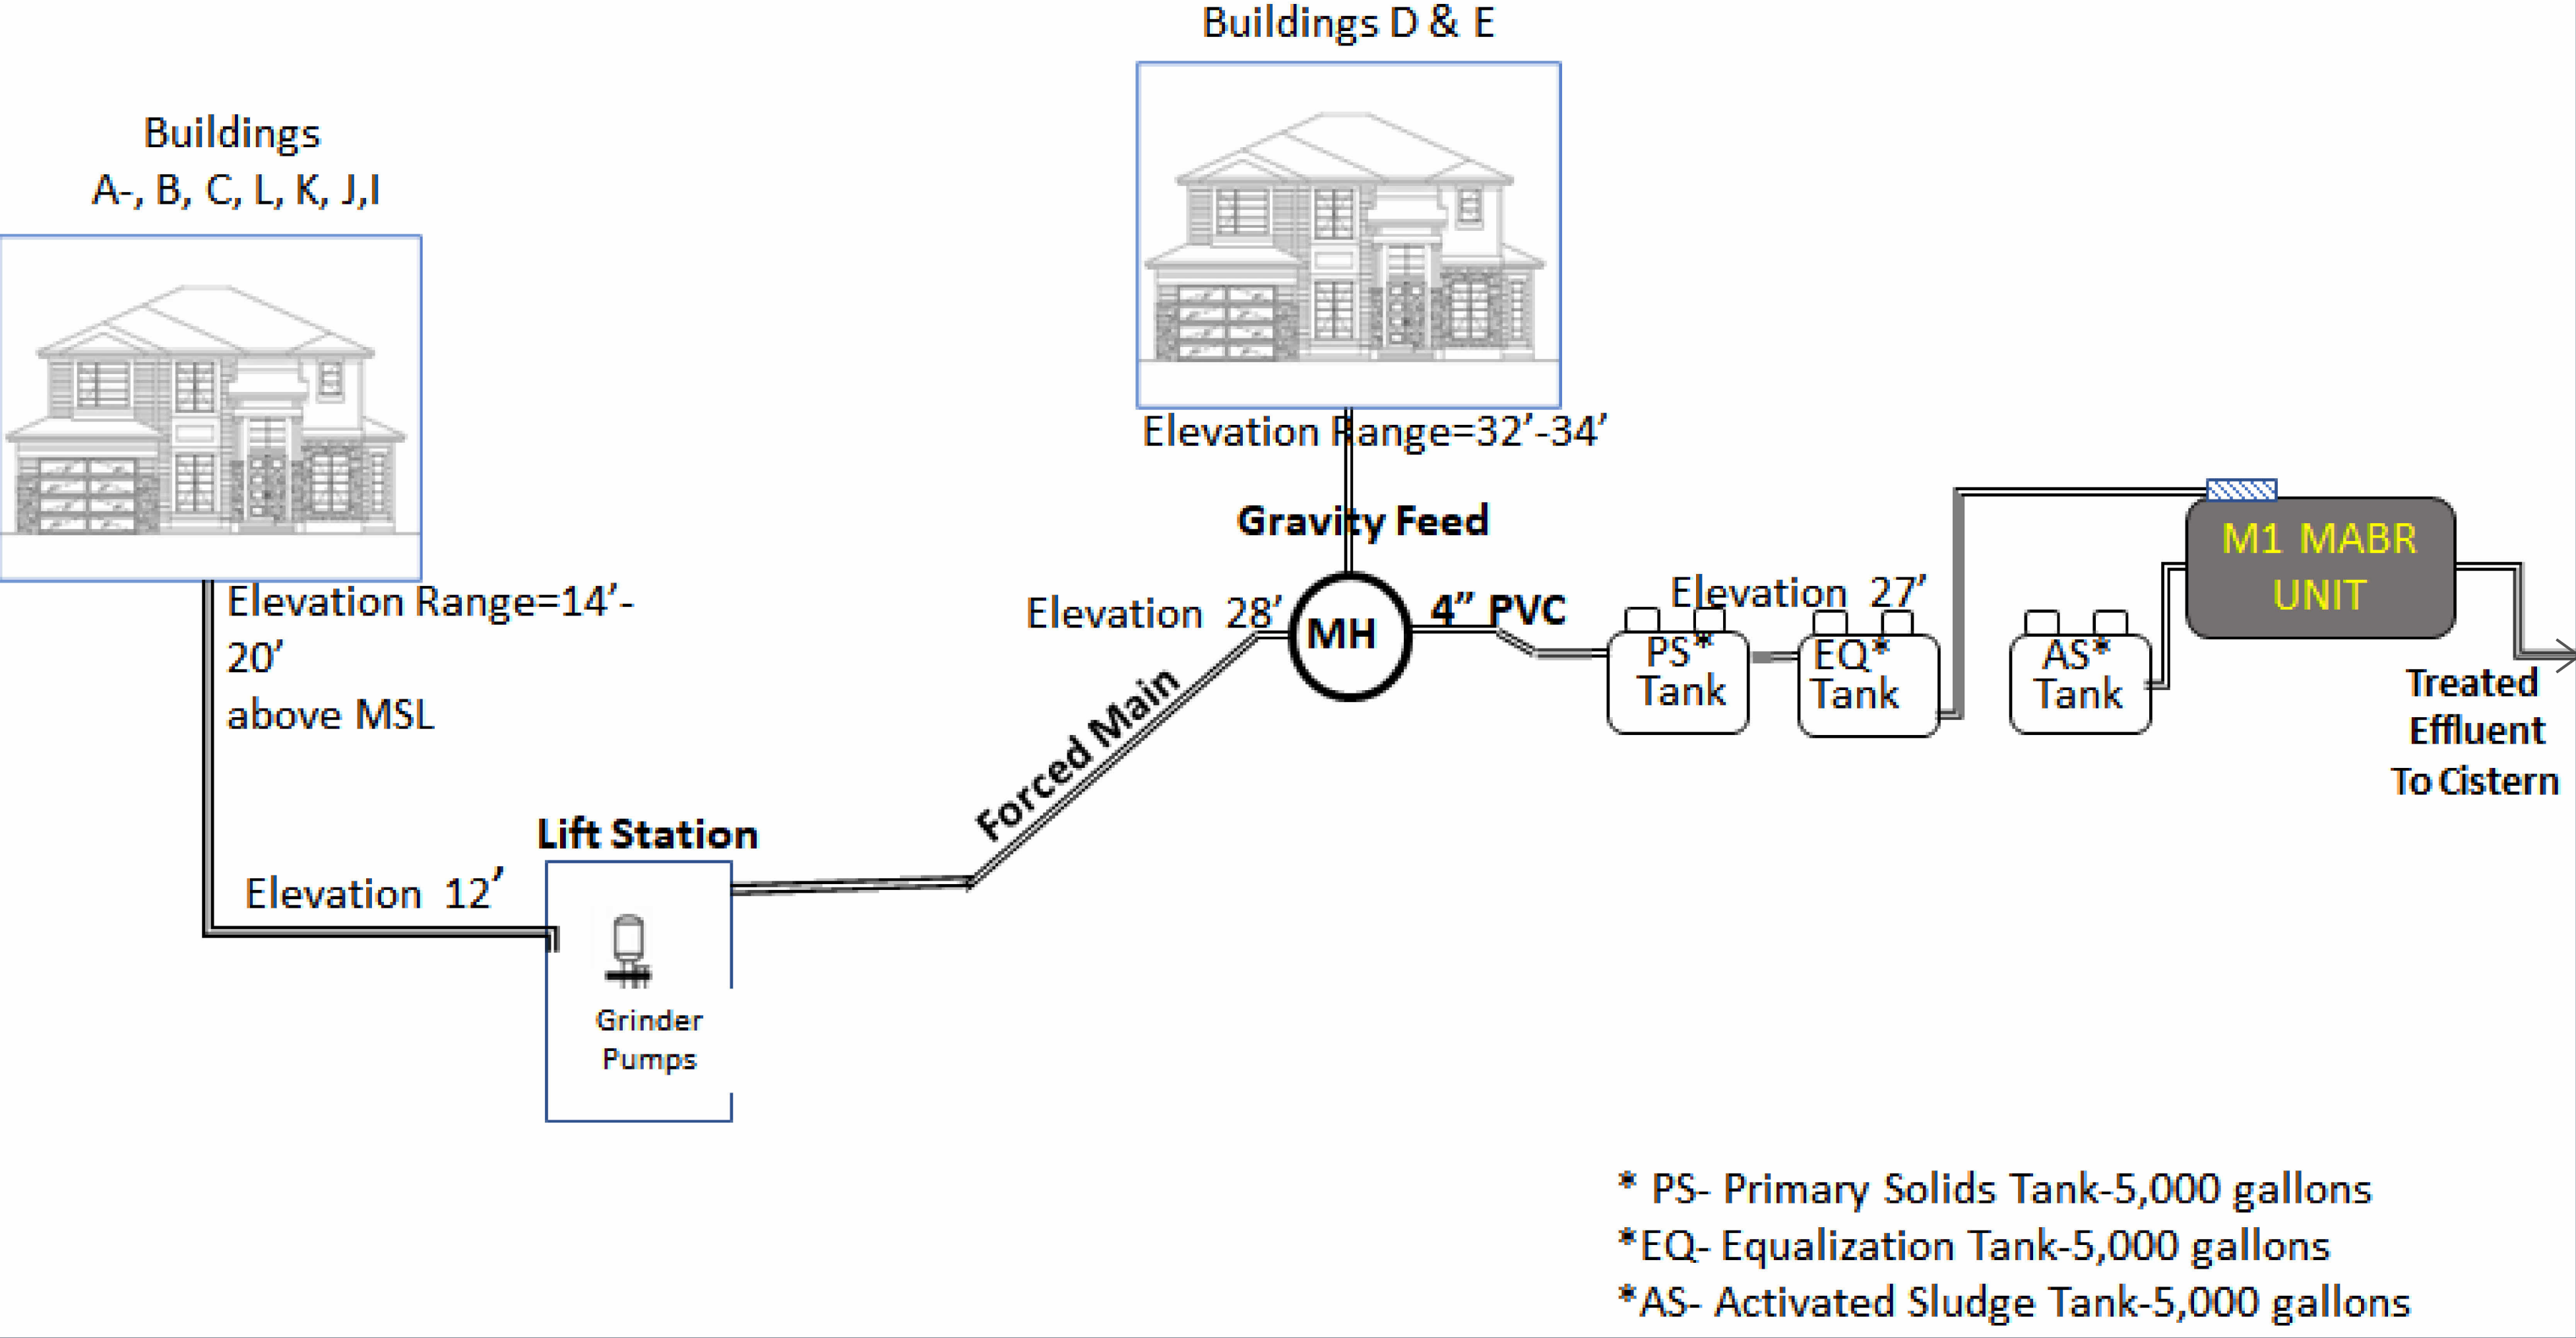 Buildings D & E
Buildings
A-, B, C, L, K, J,I
Elevation Range=32’-34’
Gravity Feed
Elevation Range=14’-
20’
above MSL
Elevation 28’
MH
4” PVC
Elevation 27’
PS*
Tank
EQ*
Tank
AS*
Tank
M1 MABR
UNIT
Treated
Effluent
To Cistern
Forced Main
Lift Station
Elevation 12’
Grinder
Pumps
* PS- Primary Solids Tank-5,000 gallons
*EQ- Equalization Tank-5,000 gallons
*AS- Activated Sludge Tank-5,000 gallons